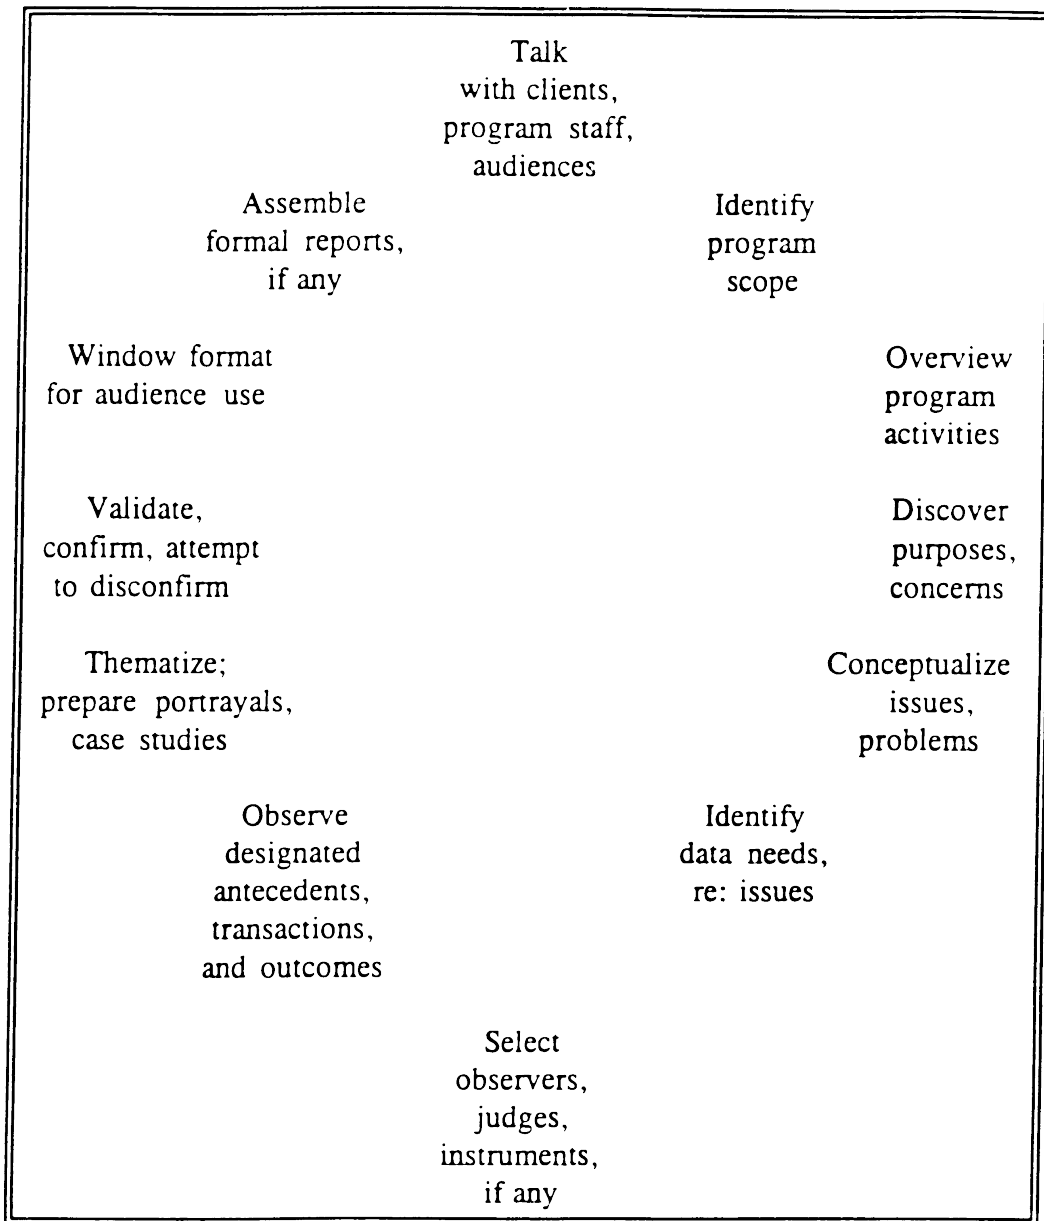 Talk
with clients,
program staff,
audiences
Identify
program
scope
Overview
program
activities
Discover
purposes,
concerns
Conceptualize
issues,
problems
Identify
data needs,
re: issues
Select
observers,
judges,
instruments,
if any
Observe
designated
antecedents,
transactions,
and outcomes
Thematize;
prepare portrayals,
case studies
Validate,
confirm, attempt
to disconfirm
Window format
for audience use
Assemble
formal reports,
if any